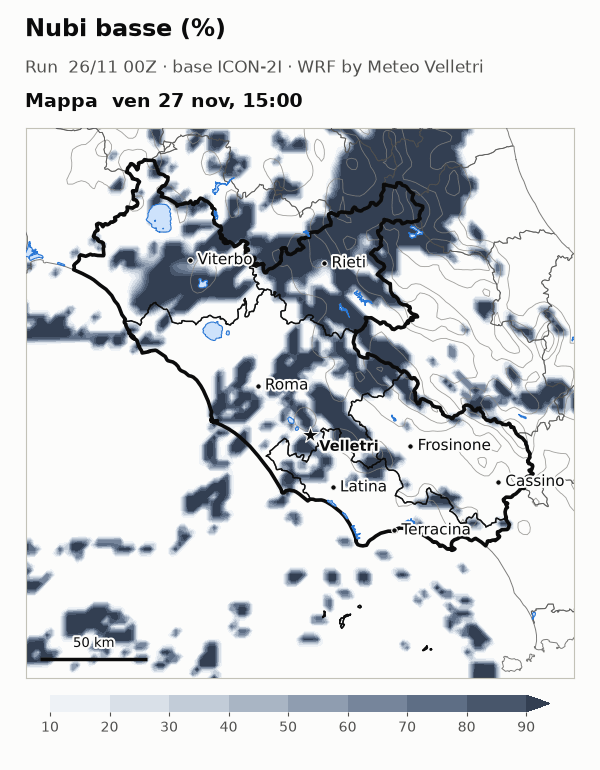 Nubi basse (%)
Run  26/11 00Z · base ICON-2I · WRF by Meteo Velletri
Mappa  ven 27 nov, 15:00
Viterbo
Rieti
Roma
Velletri
Frosinone
Latina
Cassino
Terracina
50 km
10 20 30 40 50 60 70 80 90